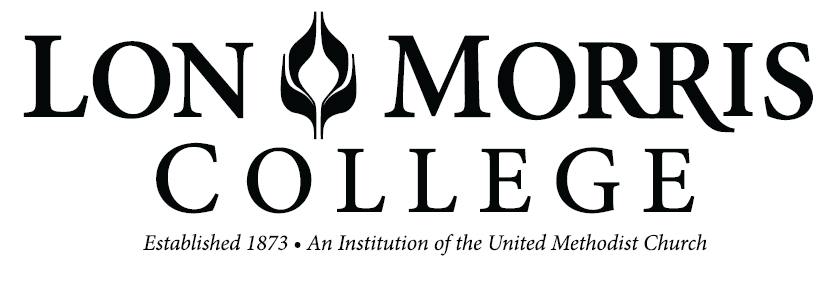 LON MORRIS
COLLEGE
Established 1873 • An Institution of the United Methodist Church